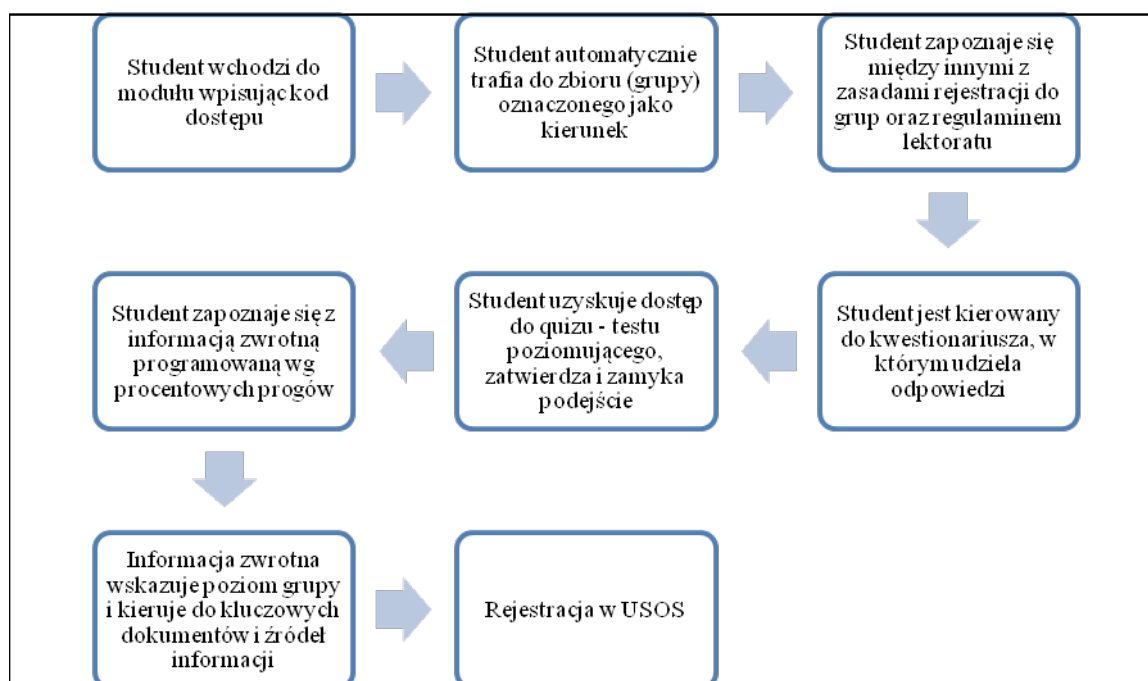 Student wchodzi do
modułu wpisując kod
dostępu
Student automatycznie
trafia do zbioru (grupy)
oznaczonego jako
kierunek
Student zapoznaje się
między innymi z
zasadami rejestracji do
grup oraz regulaminem
lektoratu
Student jest kierowany
do kwestionariusza, w
którym udziela
odpowiedzi
Student uzyskuje dostęp
do quizu - testu
poziomującego,
zatwierdza i zamyka
podejście
Student zapoznaje się z
informacją zwrotną
programowaną wg
procentowych progów
Informacja zwrotna
wskazuje poziom grupy
i kieruje do kluczowych
dokumentów i źródeł
informacji
Rejestracja w USOS